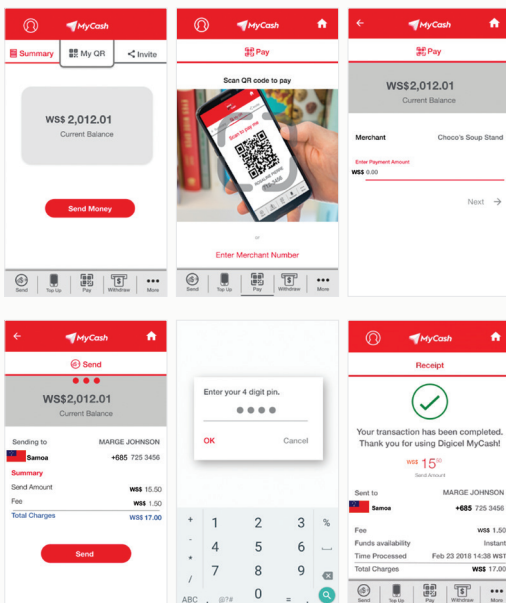 MyCash
Summary
My QR
Invite
WS$ 2,012.01
Current Balance
Send Money
Send
Top Up
Pay
Withdraw
More
MyCash
Pay
Scan QR code to pay
Scan to pay me
or
Enter Merchant Number
Send
Top Up
Pay
Withdraw
More
MyCash
Pay
WS$2,012.01
Current Balance
Merchant Choco's Soup Stand
Enter Payment Amount
WS$ 0.00
Next →
MyCash
Send
WS$2,012.01
Current Balance
Sending to MARGE JOHNSON
Samoa +685 725 3456
Summary
Send Amount WS$ 15.50
Fee WS$ 1.50
Total Charges WS$ 17.00
Send
Enter your 4 digit pin.
OK Cancel
+ 1 2 3 %
- 4 5 6
* 7 8 9
/
ABC , @?# 0 = .
MyCash
Receipt
Your transaction has been completed.
Thank you for using Digicel MyCash!
WS$ 15⁵⁰
Send Amount
Sent to MARGE JOHNSON
Samoa +685 725 3456
Fee WS$ 1.50
Funds availability Instant
Time Processed Feb 23 2018 14:38 WST
Total Charges WS$ 17.00
Send
Top Up
Pay
Withdraw
More